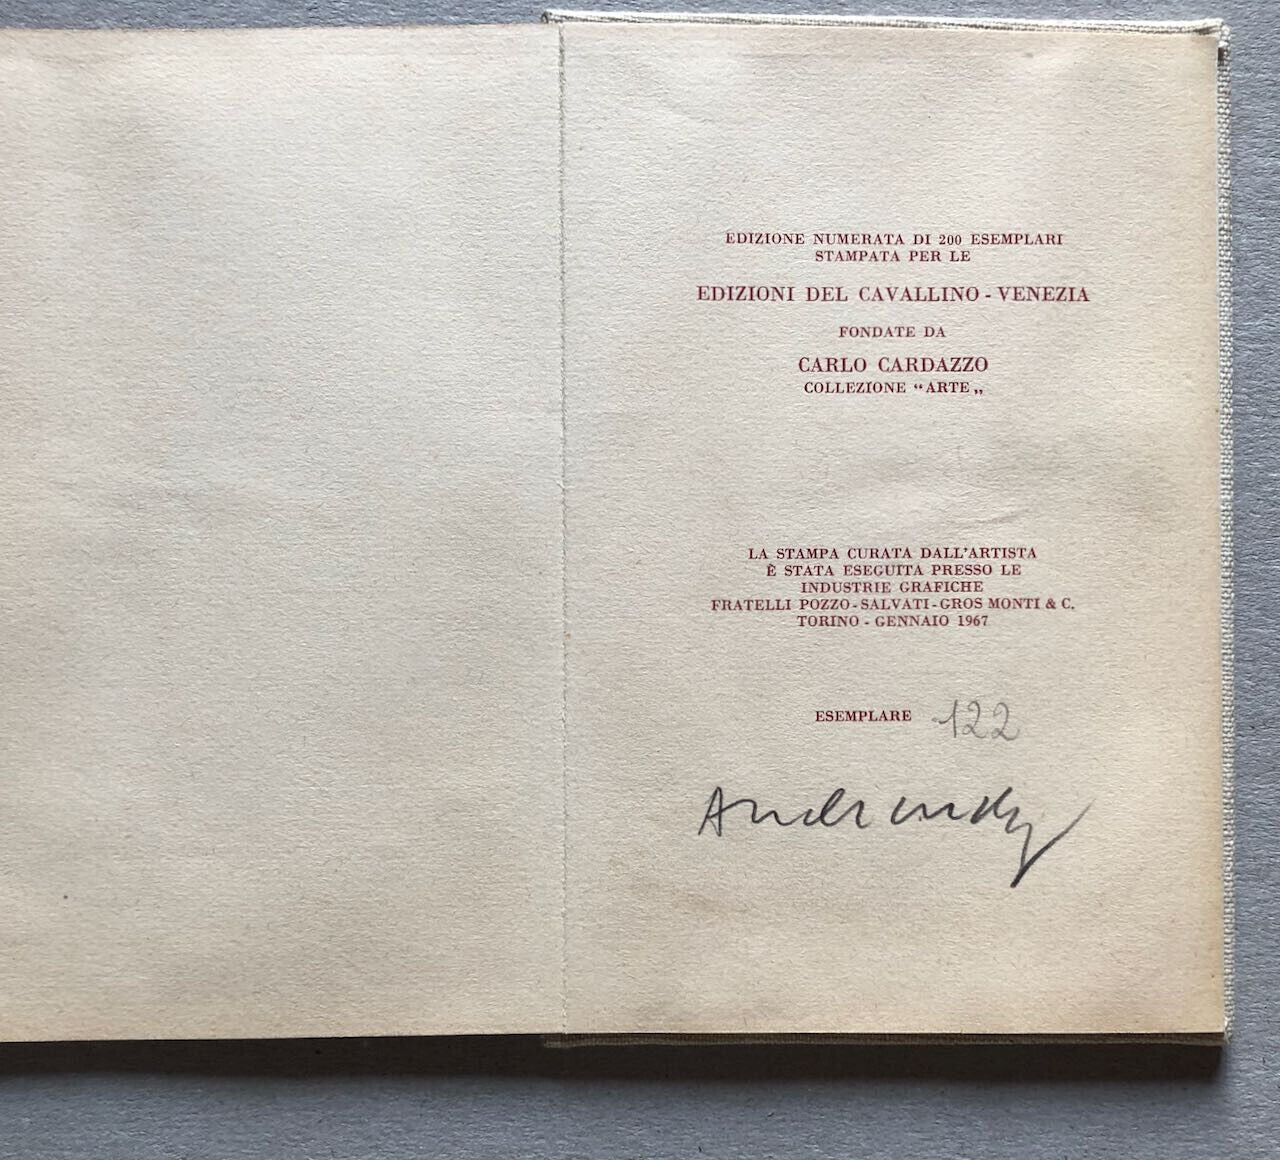 EDIZIONE NUMERATA DI 200 ESEMPLARI
STAMPATA PER LE
EDIZIONI DEL CAVALLINO - VENEZIA
FONDATE DA
CARLO CARDAZZO
COLLEZIONE “ARTE„
LA STAMPA CURATA DALL'ARTISTA
È STATA ESEGUITA PRESSO LE
INDUSTRIE GRAFICHE
FRATELLI POZZO - SALVATI - GROS MONTI & C.
TORINO - GENNAIO 1967
ESEMPLARE 122